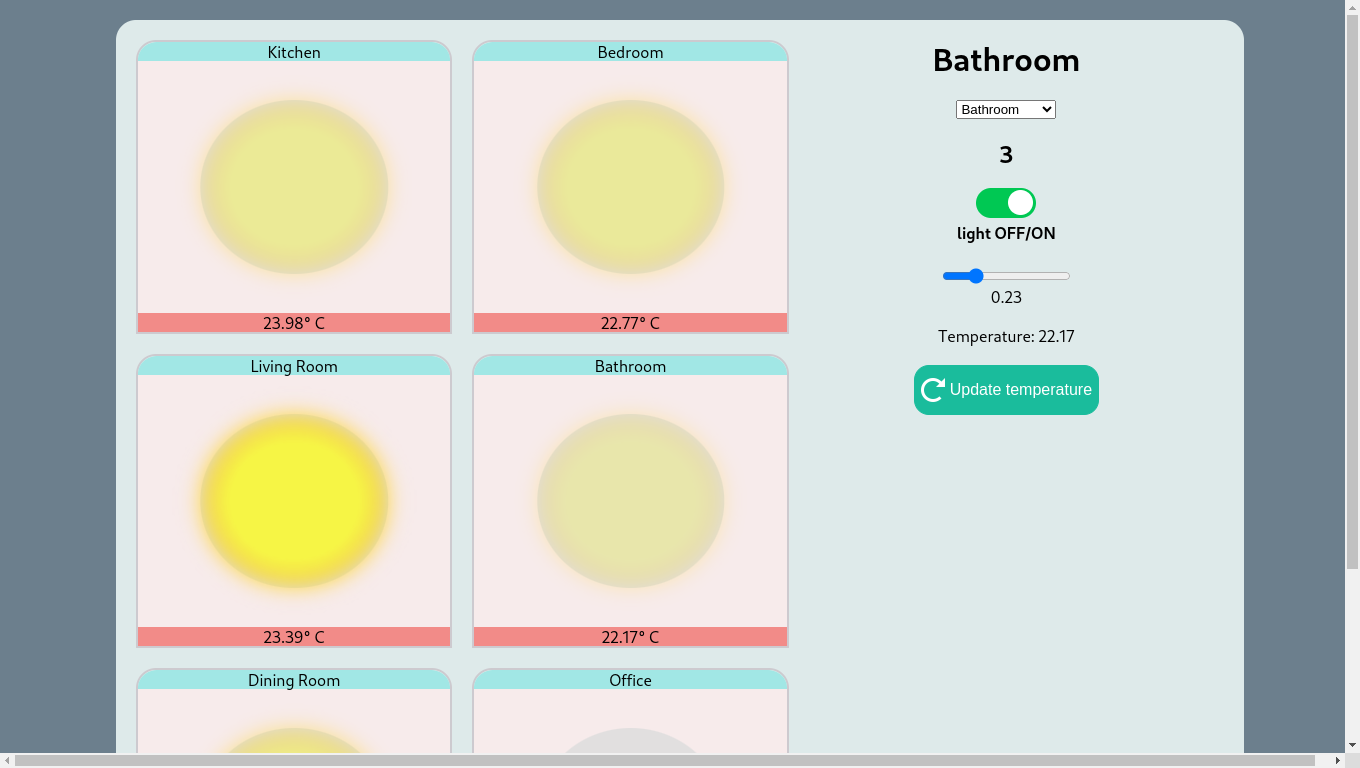 Kitchen
23.98° C
Bedroom
22.77° C
Living Room
23.39° C
Bathroom
22.17° C
Dining Room
Office
Bathroom
Bathroom
3
light OFF/ON
0.23
Temperature: 22.17
Update temperature